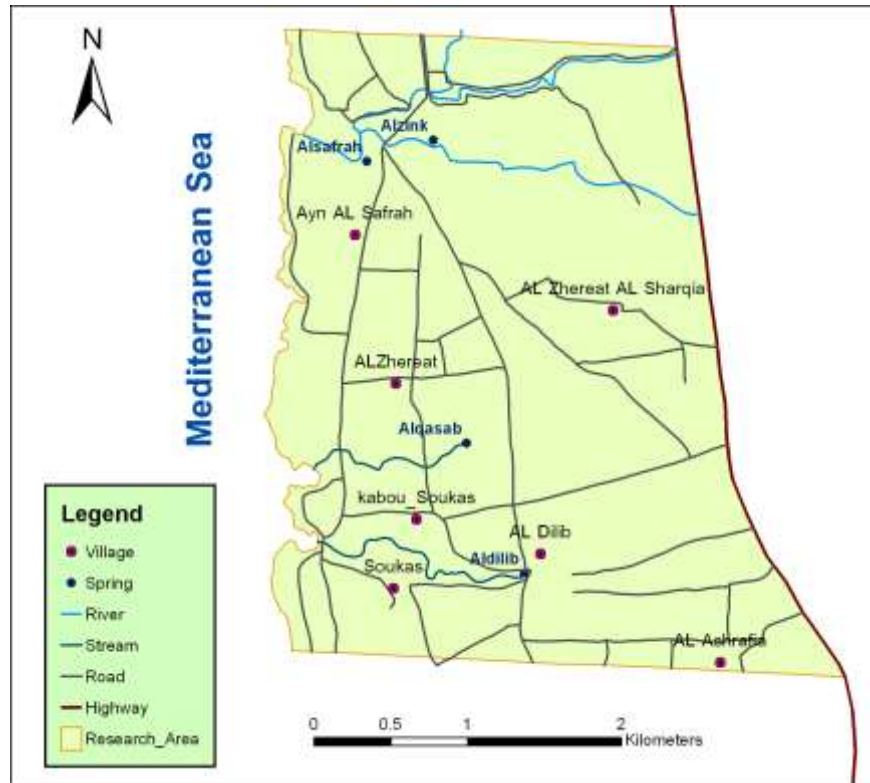 N
Mediterranean Sea
Alzink
Alsafrah
Ayn AL Safrah
AL Zhereat AL Sharqia
ALZhereat
Alqasab
kabou_Soukas
AL Dilib
Aldilib
Soukas
AL Ashrafia
Legend
Village
Spring
River
Stream
Road
Highway
Research_Area
0 0.5 1 2
Kilometers